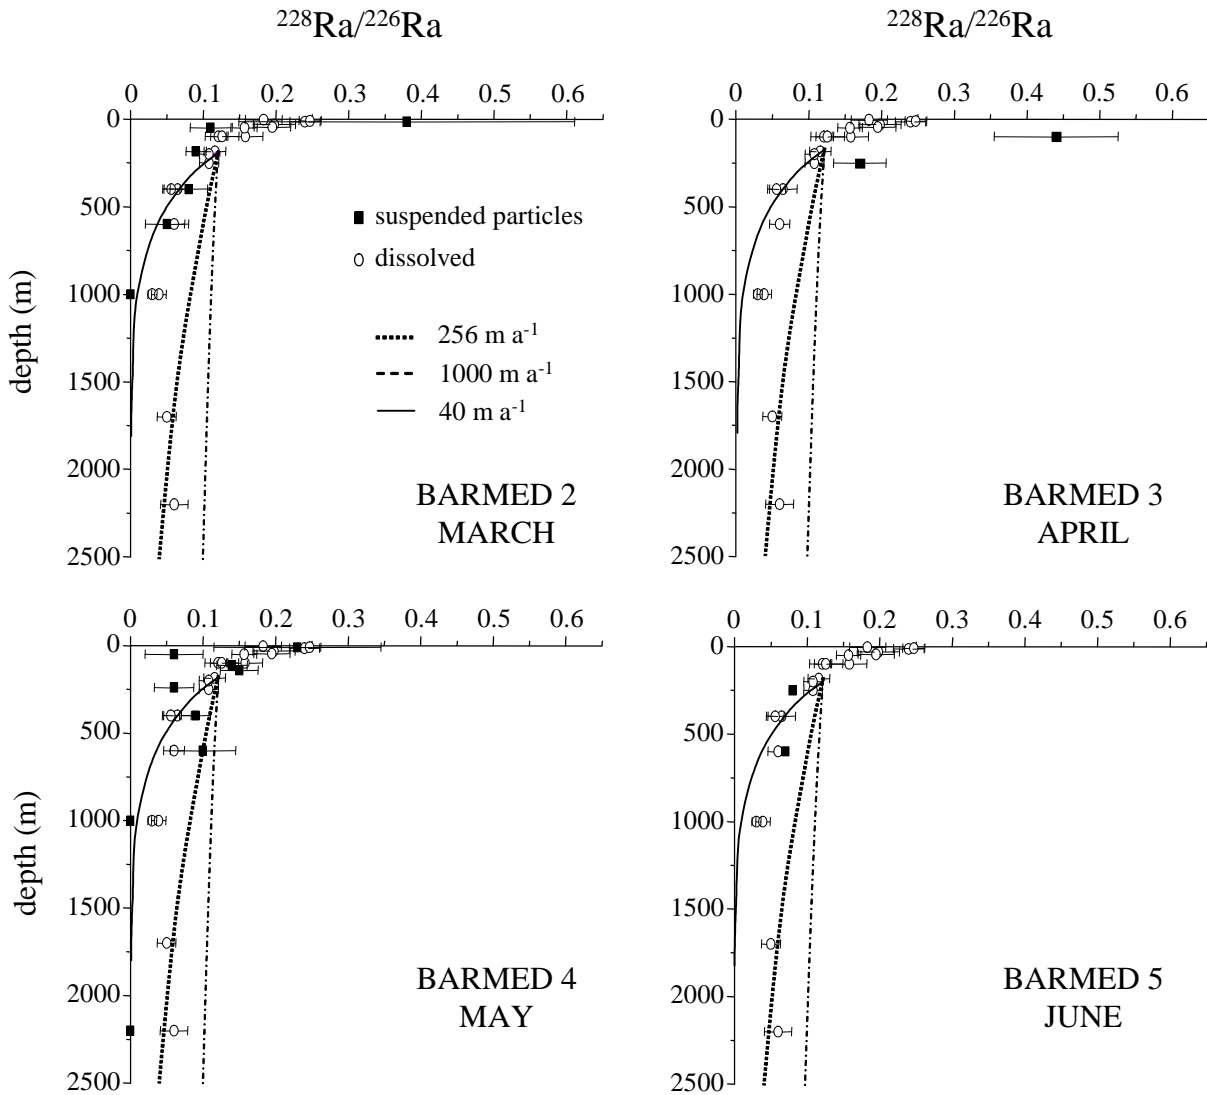 ²²⁸Ra/²²⁶Ra
²²⁸Ra/²²⁶Ra
0 0.1 0.2 0.3 0.4 0.5 0.6
0 0.1 0.2 0.3 0.4 0.5 0.6
0
500
1000
1500
2000
2500
depth (m)
suspended particles
dissolved
256 m a⁻¹
1000 m a⁻¹
40 m a⁻¹
BARMED 2
MARCH
0
500
1000
1500
2000
2500
BARMED 3
APRIL
0 0.1 0.2 0.3 0.4 0.5 0.6
0 0.1 0.2 0.3 0.4 0.5 0.6
0
500
1000
1500
2000
2500
depth (m)
BARMED 4
MAY
0
500
1000
1500
2000
2500
BARMED 5
JUNE